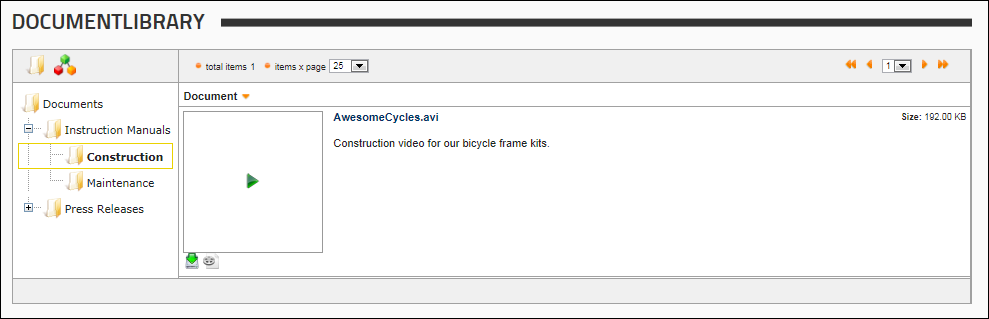 DOCUMENTLIBRARY
total items 1 items x page 25
1
Documents
Instruction Manuals
Construction
Maintenance
Press Releases
Document
AwesomeCycles.avi
Size: 192.00 KB
Construction video for our bicycle frame kits.